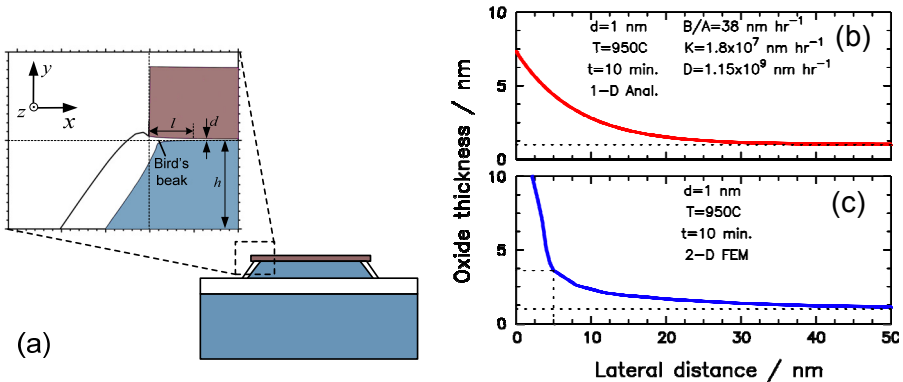 y
z
x
l
d
Bird's
beak
h
(a)
Oxide thickness / nm
10
5
0
d=1 nm
T=950C
t=10 min.
1-D Anal.
B/A=38 nm hr⁻¹
K=1.8x10⁷ nm hr⁻¹
D=1.15x10⁹ nm hr⁻¹
(b)
10
5
0
d=1 nm
T=950C
t=10 min.
2-D FEM
(c)
0 10 20 30 40 50
Lateral distance / nm